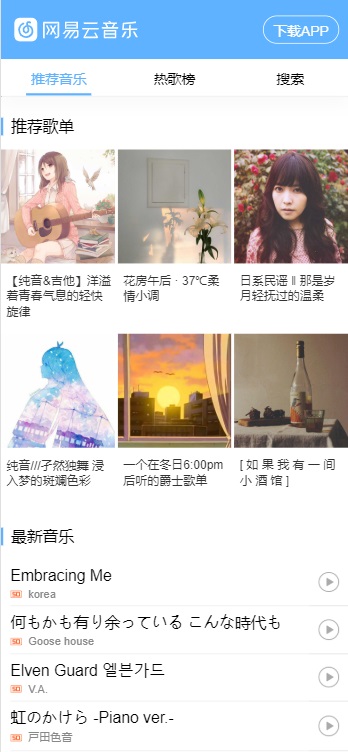 网易云音乐
下载APP
推荐音乐
热歌榜
搜索
推荐歌单
【纯音&吉他】洋溢
着青春气息的轻快
旋律
花房午后 · 37℃柔
情小调
日系民谣 ‖ 那是岁
月轻抚过的温柔
纯音///孑然独舞 浸
入梦的斑斓色彩
一个在冬日6:00pm
后听的爵士歌单
[ 如 果 我 有 一 间
小 酒 馆 ]
最新音乐
Embracing Me
SQ korea
何もかも有り余っている こんな時代も
SQ Goose house
Elven Guard 엘븐가드
SQ V.A.
虹のかけら -Piano ver.-
SQ 戸田色音